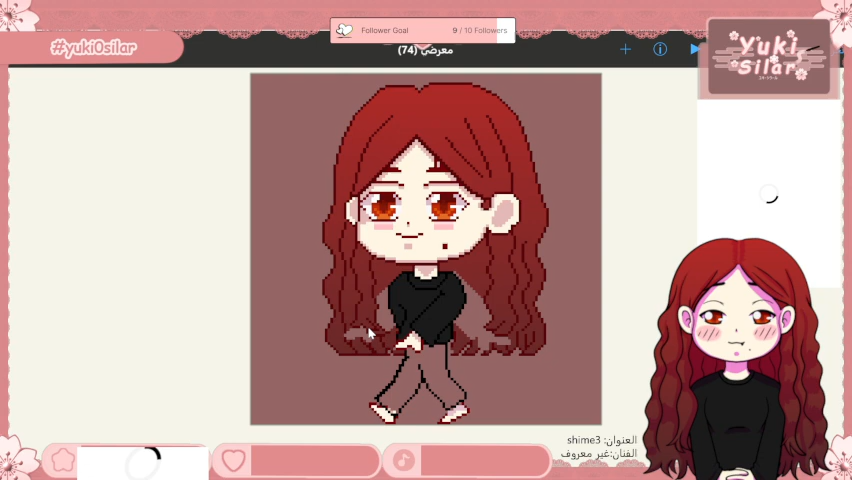 Follower Goal
9 / 10 Followers
#yuki0silar
معرضي (74)
Yuki
Silar
العنوان: shime3
الفنان:غير معروف